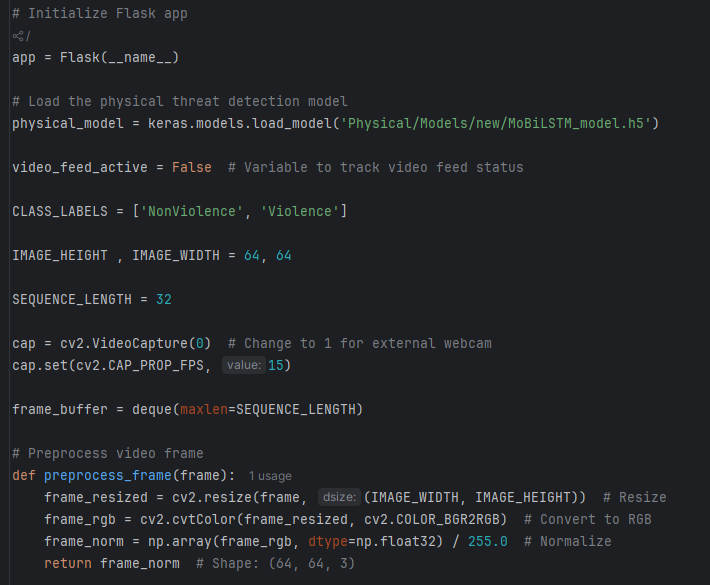 # Initialize Flask app
/
app = Flask(__name__)
# Load the physical threat detection model
physical_model = keras.models.load_model('Physical/Models/new/MoBiLSTM_model.h5')
video_feed_active = False  # Variable to track video feed status
CLASS_LABELS = ['NonViolence', 'Violence']
IMAGE_HEIGHT , IMAGE_WIDTH = 64, 64
SEQUENCE_LENGTH = 32
cap = cv2.VideoCapture(0)  # Change to 1 for external webcam
cap.set(cv2.CAP_PROP_FPS, value: 15)
frame_buffer = deque(maxlen=SEQUENCE_LENGTH)
# Preprocess video frame
def preprocess_frame(frame): 1 usage
    frame_resized = cv2.resize(frame, dsize: (IMAGE_WIDTH, IMAGE_HEIGHT))  # Resize
    frame_rgb = cv2.cvtColor(frame_resized, cv2.COLOR_BGR2RGB)  # Convert to RGB
    frame_norm = np.array(frame_rgb, dtype=np.float32) / 255.0  # Normalize
    return frame_norm  # Shape: (64, 64, 3)